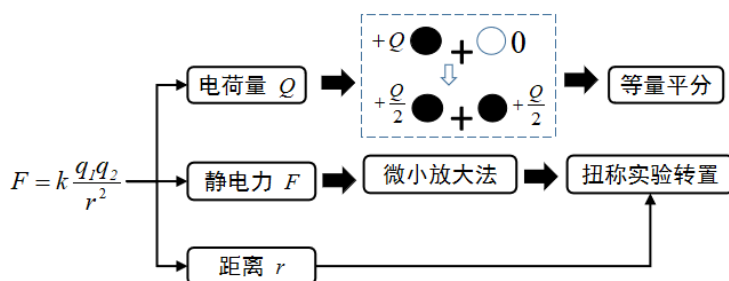 +Q + 0
电荷量 Q
+Q/2 + +Q/2
等量平分
F = k q₁q₂/r²
静电力 F
微小放大法
扭称实验转置
距离 r